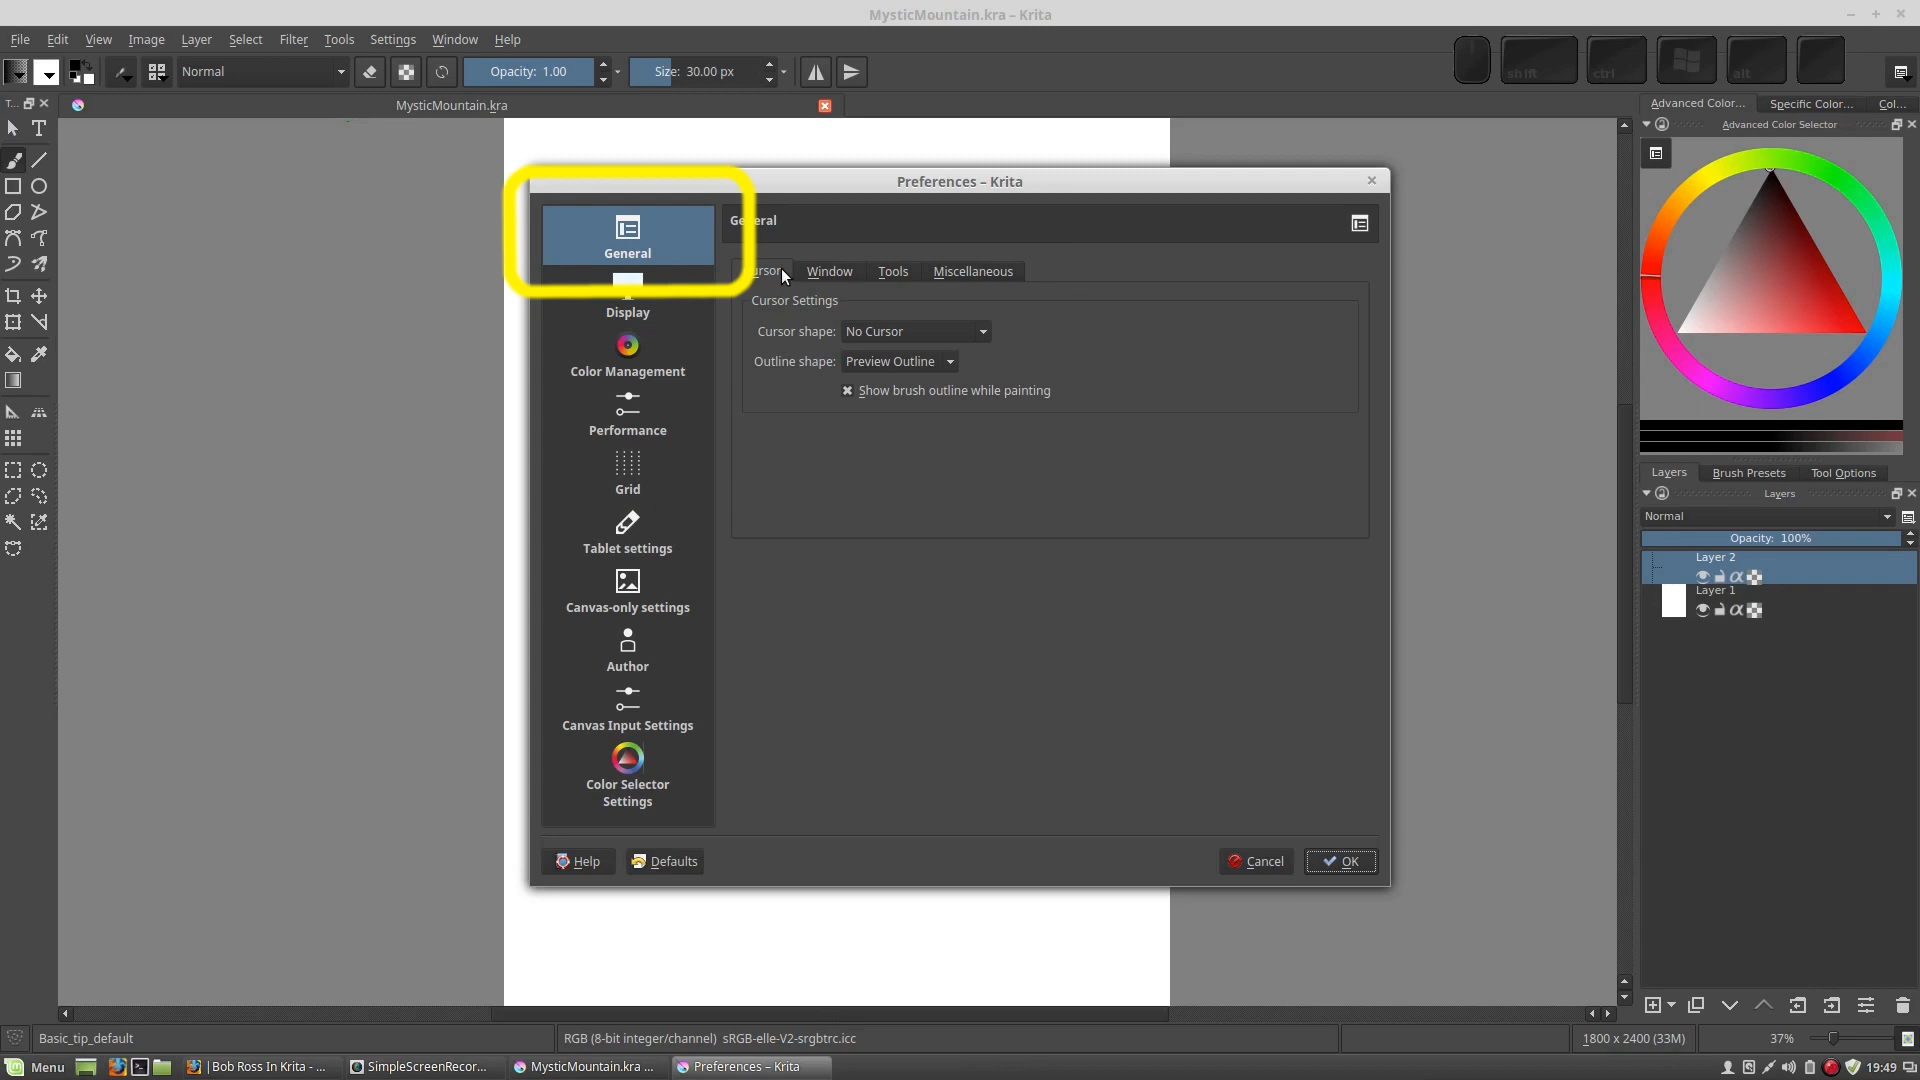 MysticMountain.kra – Krita
File Edit View Image Layer Select Filter Tools Settings Window Help
Normal
Opacity: 1.00
Size: 30.00 px
shift
ctrl
alt
T...
MysticMountain.kra
Advanced Color...
Specific Color...
Col...
Advanced Color Selector
Preferences – Krita
General
Display
Color Management
Performance
Grid
Tablet settings
Canvas-only settings
Author
Canvas Input Settings
Color Selector
Settings
General
Cursor Window Tools Miscellaneous
Cursor Settings
Cursor shape: No Cursor
Outline shape: Preview Outline
Show brush outline while painting
Help
Defaults
Cancel
OK
Layers Brush Presets Tool Options
Layers
Normal
Opacity: 100%
Layer 2
Layer 1
Basic_tip_default
RGB (8-bit integer/channel) sRGB-elle-V2-srgbtrc.icc
1800 x 2400 (33M)
37%
Menu
| Bob Ross In Krita - ...
SimpleScreenRecor...
MysticMountain.kra ...
Preferences – Krita
19:49